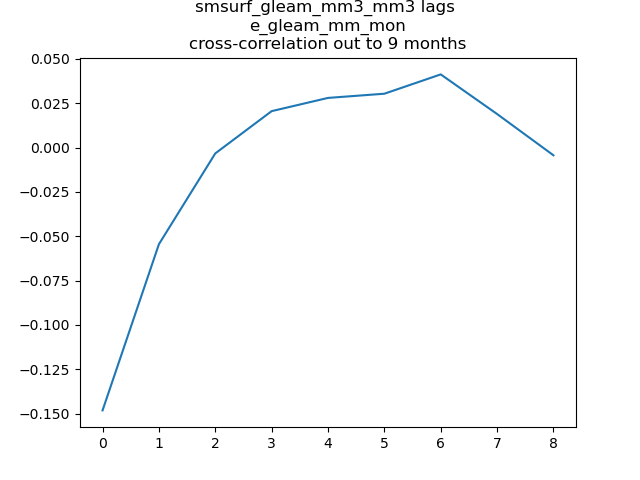 smsurf_gleam_mm3_mm3 lags
e_gleam_mm_mon
cross-correlation out to 9 months
0.050
0.025
0.000
−0.025
−0.050
−0.075
−0.100
−0.125
−0.150
0 1 2 3 4 5 6 7 8